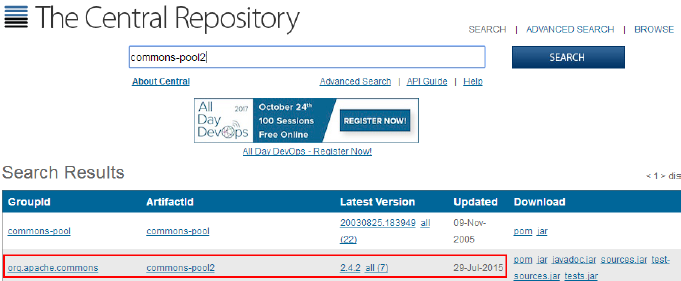 The Central Repository
SEARCH | ADVANCED SEARCH | BROWSE
commons-pool2
SEARCH
About Central
Advanced Search | API Guide | Help
All Day DevOps
2017
October 24th
100 Sessions
Free Online
REGISTER NOW!
All Day DevOps - Register Now!
Search Results
< 1 > dis
GroupId ArtifactId Latest Version Updated Download
commons-pool commons-pool 20030825.183949 all (22) 09-Nov-2005 pom jar
org.apache.commons commons-pool2 2.4.2 all (7) 29-Jul-2015 pom jar javadoc.jar sources.jar test-sources.jar tests.jar